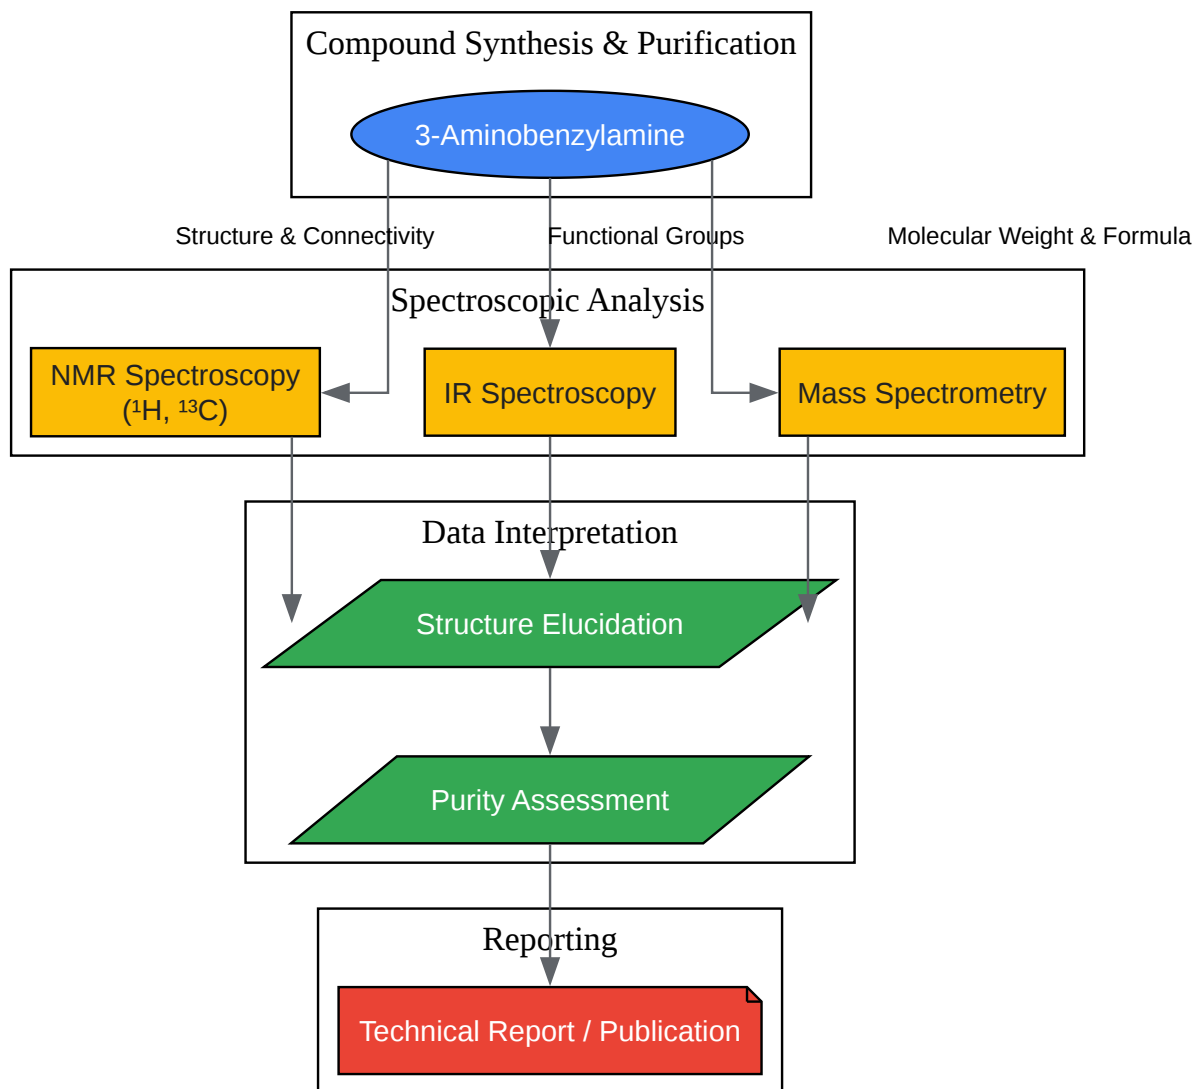 Compound Synthesis & Purification
3-Aminobenzylamine
Structure & Connectivity
Functional Groups
Molecular Weight & Formula
Spectroscopic Analysis
NMR Spectroscopy
(¹H, ¹³C)
IR Spectroscopy
Mass Spectrometry
Data Interpretation
Structure Elucidation
Purity Assessment
Reporting
Technical Report / Publication